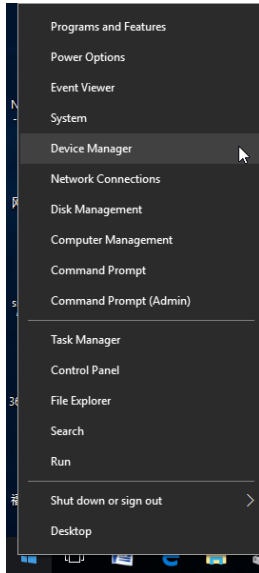 Programs and Features
Power Options
Event Viewer
System
Device Manager
Network Connections
Disk Management
Computer Management
Command Prompt
Command Prompt (Admin)
Task Manager
Control Panel
File Explorer
Search
Run
Shut down or sign out
Desktop